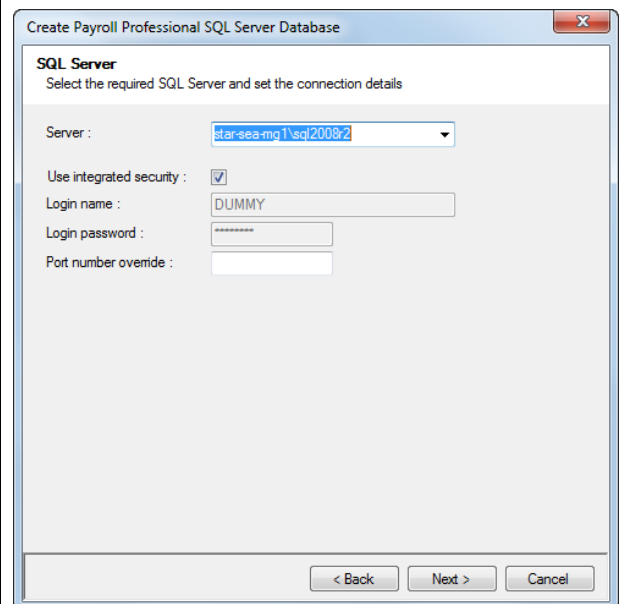 Create Payroll Professional SQL Server Database
SQL Server
Select the required SQL Server and set the connection details
Server :
star-sea-mg1\sql2008r2
Use integrated security :
Login name :
DUMMY
Login password :
********
Port number override :
< Back
Next >
Cancel